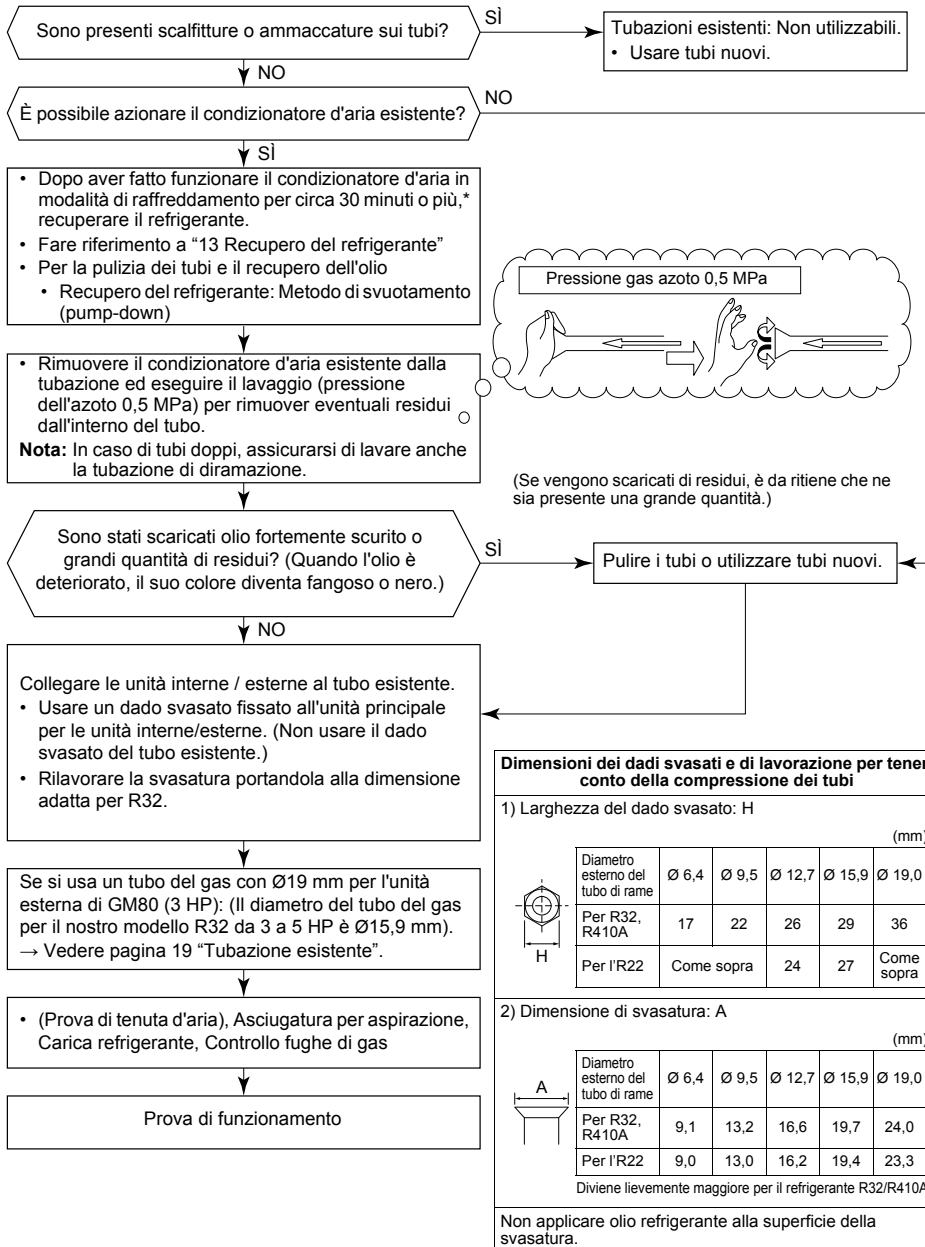 Sono presenti scalfitture o ammaccature sui tubi?
SÌ
Tubazioni esistenti: Non utilizzabili.
• Usare tubi nuovi.
NO
È possibile azionare il condizionatore d'aria esistente?
NO
SÌ
• Dopo aver fatto funzionare il condizionatore d'aria in
modalità di raffreddamento per circa 30 minuti o più,*
recuperare il refrigerante.
• Fare riferimento a “13 Recupero del refrigerante”
• Per la pulizia dei tubi e il recupero dell'olio
• Recupero del refrigerante: Metodo di svuotamento
(pump-down)
Pressione gas azoto 0,5 MPa
• Rimuovere il condizionatore d'aria esistente dalla
tubazione ed eseguire il lavaggio (pressione
dell'azoto 0,5 MPa) per rimuover eventuali residui
dall'interno del tubo.
Nota: In caso di tubi doppi, assicurarsi di lavare anche
la tubazione di diramazione.
(Se vengono scaricati di residui, è da ritiene che ne
sia presente una grande quantità.)
Sono stati scaricati olio fortemente scurito o
grandi quantità di residui? (Quando l'olio è
deteriorato, il suo colore diventa fangoso o nero.)
SÌ
Pulire i tubi o utilizzare tubi nuovi.
NO
Collegare le unità interne / esterne al tubo esistente.
• Usare un dado svasato fissato all'unità principale
per le unità interne/esterne. (Non usare il dado
svasato del tubo esistente.)
• Rilavorare la svasatura portandola alla dimensione
adatta per R32.
Se si usa un tubo del gas con Ø19 mm per l'unità
esterna di GM80 (3 HP): (Il diametro del tubo del gas
per il nostro modello R32 da 3 a 5 HP è Ø15,9 mm).
→ Vedere pagina 19 “Tubazione esistente”.
• (Prova di tenuta d'aria), Asciugatura per aspirazione,
Carica refrigerante, Controllo fughe di gas
Prova di funzionamento
Dimensioni dei dadi svasati e di lavorazione per tener
conto della compressione dei tubi
1) Larghezza del dado svasato: H
(mm)
Diametro
esterno del
tubo di rame
Ø 6,4 Ø 9,5 Ø 12,7 Ø 15,9 Ø 19,0
Per R32,
R410A
17 22 26 29 36
H
Per l'R22
Come sopra 24 27 Come
sopra
2) Dimensione di svasatura: A
(mm)
A
Diametro
esterno del
tubo di rame
Ø 6,4 Ø 9,5 Ø 12,7 Ø 15,9 Ø 19,0
Per R32,
R410A
9,1 13,2 16,6 19,7 24,0
Per l'R22 9,0 13,0 16,2 19,4 23,3
Diviene lievemente maggiore per il refrigerante R32/R410A
Non applicare olio refrigerante alla superficie della
svasatura.